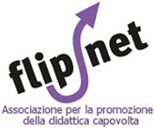 flipnet
Associazione per la promozione
della didattica capovolta